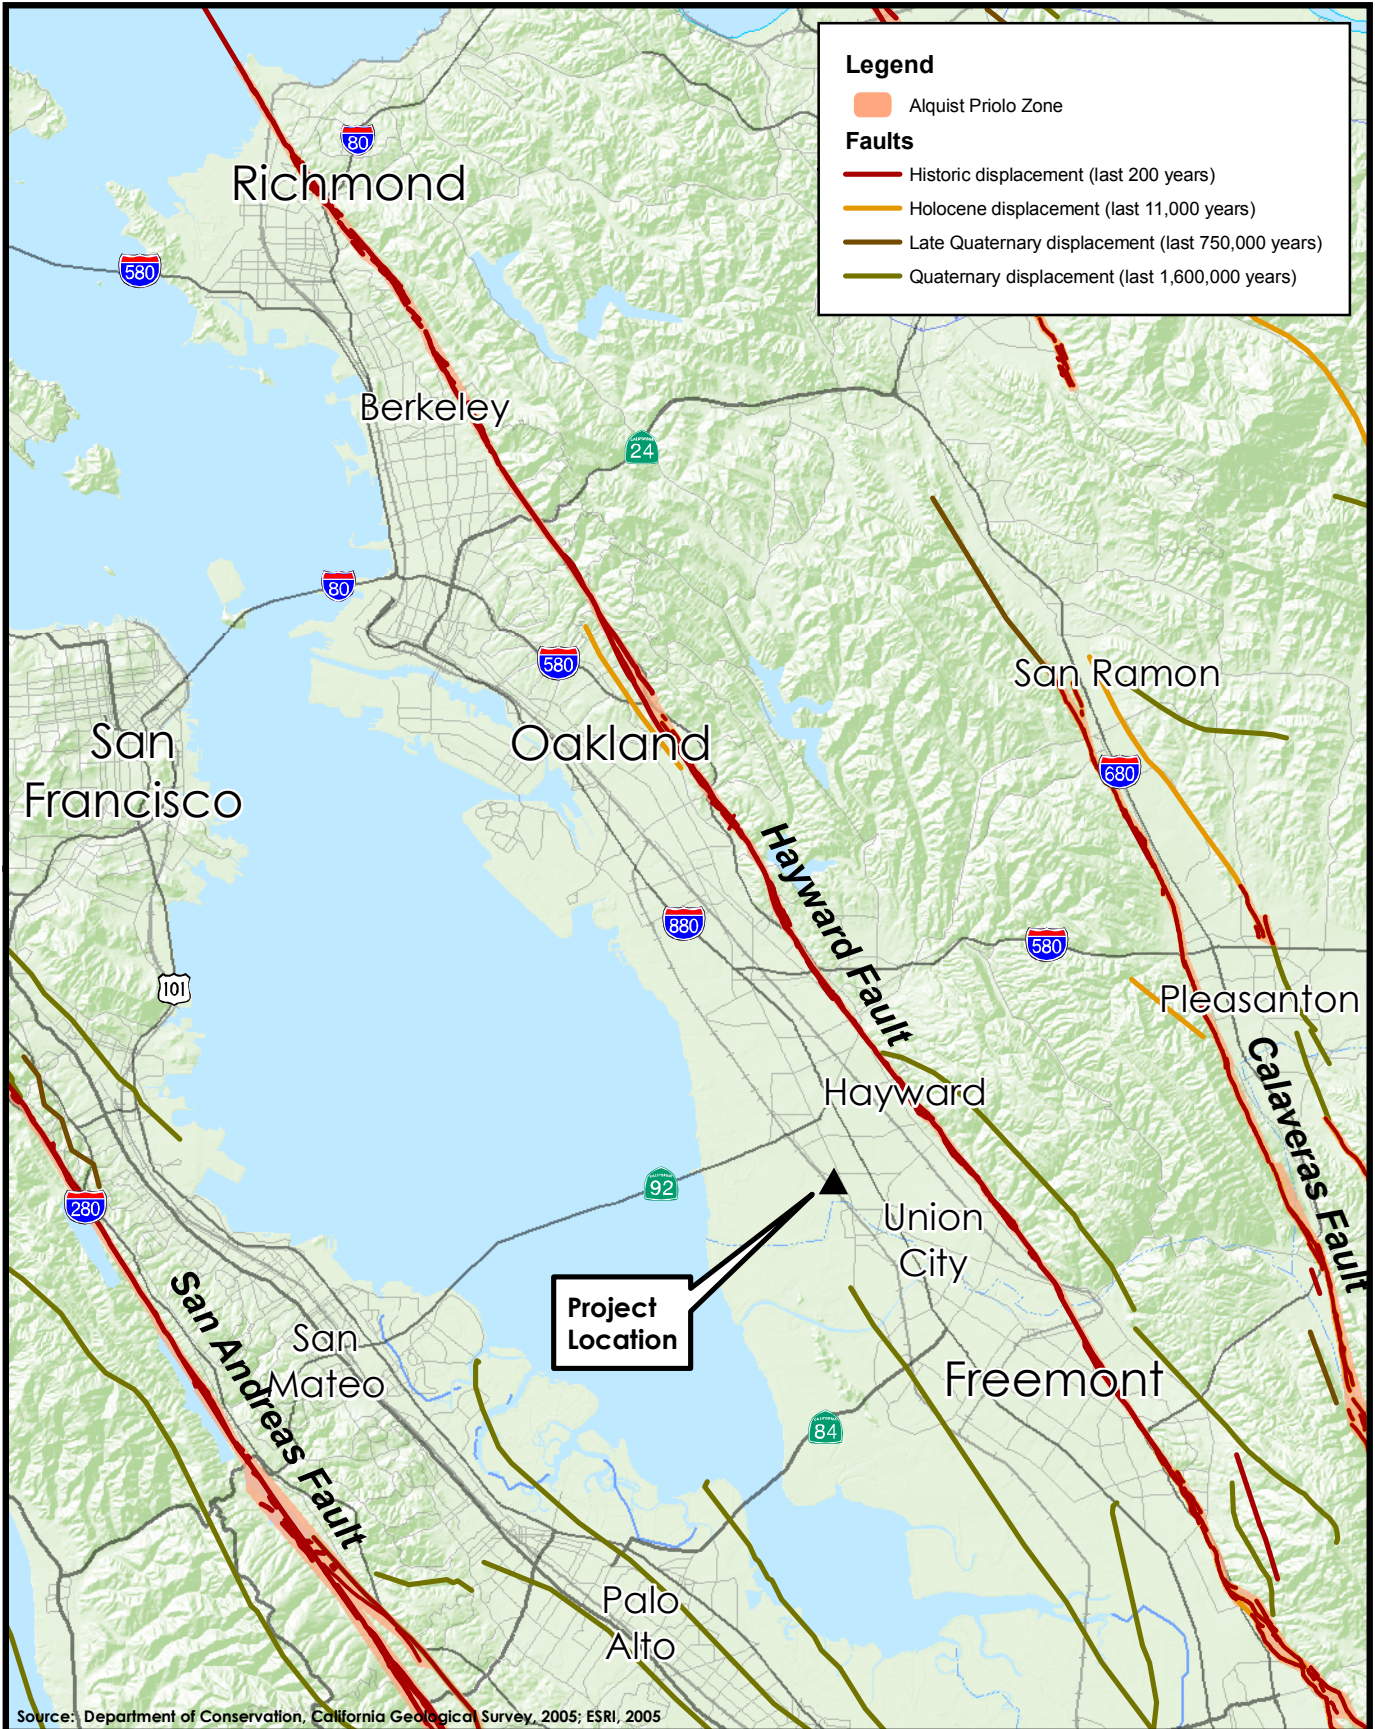 Legend
Alquist Priolo Zone
Faults
Historic displacement (last 200 years)
Holocene displacement (last 11,000 years)
Late Quaternary displacement (last 750,000 years)
Quaternary displacement (last 1,600,000 years)
80
Richmond
580
Berkeley
CALIFORNIA
24
80
580
San Ramon
San
Francisco
Oakland
680
Hayward Fault
880
580
101
Pleasanton
Calaveras Fault
Hayward
CALIFORNIA
92
280
Union
City
Project
Location
San Andreas Fault
San
Mateo
Freemont
CALIFORNIA
84
Palo
Alto
Source: Department of Conservation, California Geological Survey, 2005; ESRI, 2005